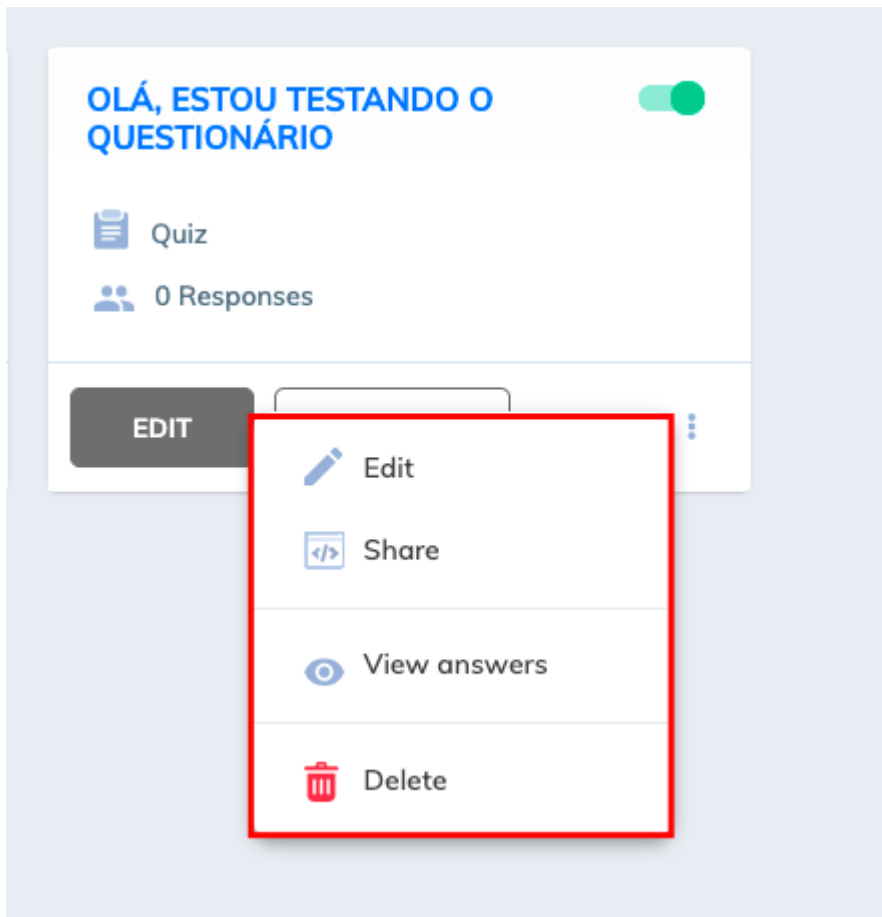 OLÁ, ESTOU TESTANDO O
QUESTIONÁRIO
Quiz
0 Responses
EDIT
Edit
Share
View answers
Delete